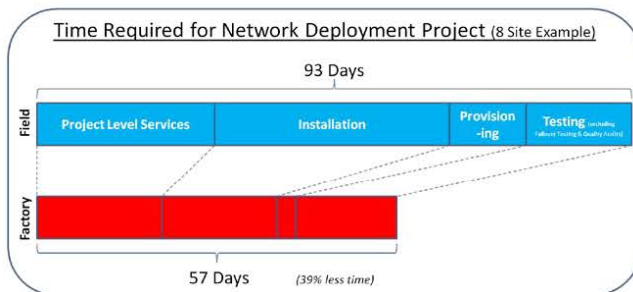 Time Required for Network Deployment Project (8 Site Example)
93 Days
Field
Project Level Services
Installation
Provision
-ing
Testing (including
Failover Testing & Quality Audits)
Factory
57 Days
(39% less time)